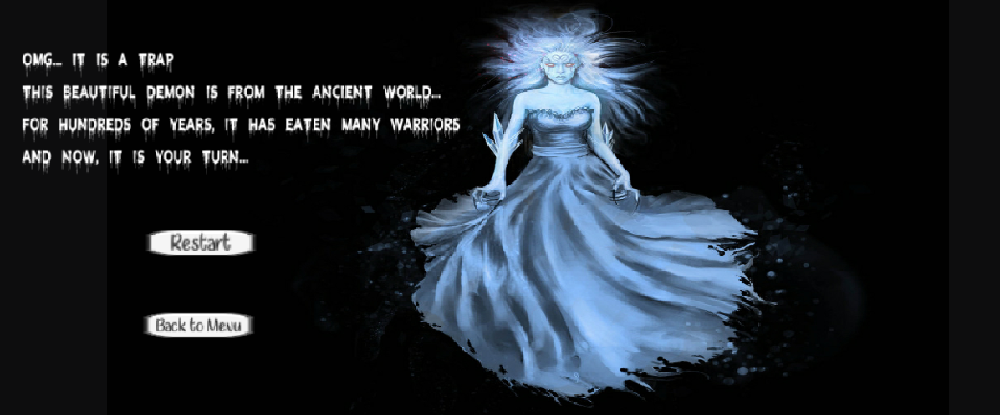 OMG... IT IS A TRAP
THIS BEAUTIFUL DEMON IS FROM THE ANCIENT WORLD...
FOR HUNDREDS OF YEARS, IT HAS EATEN MANY WARRIORS
AND NOW, IT IS YOUR TURN...
Restart
Back to Menu